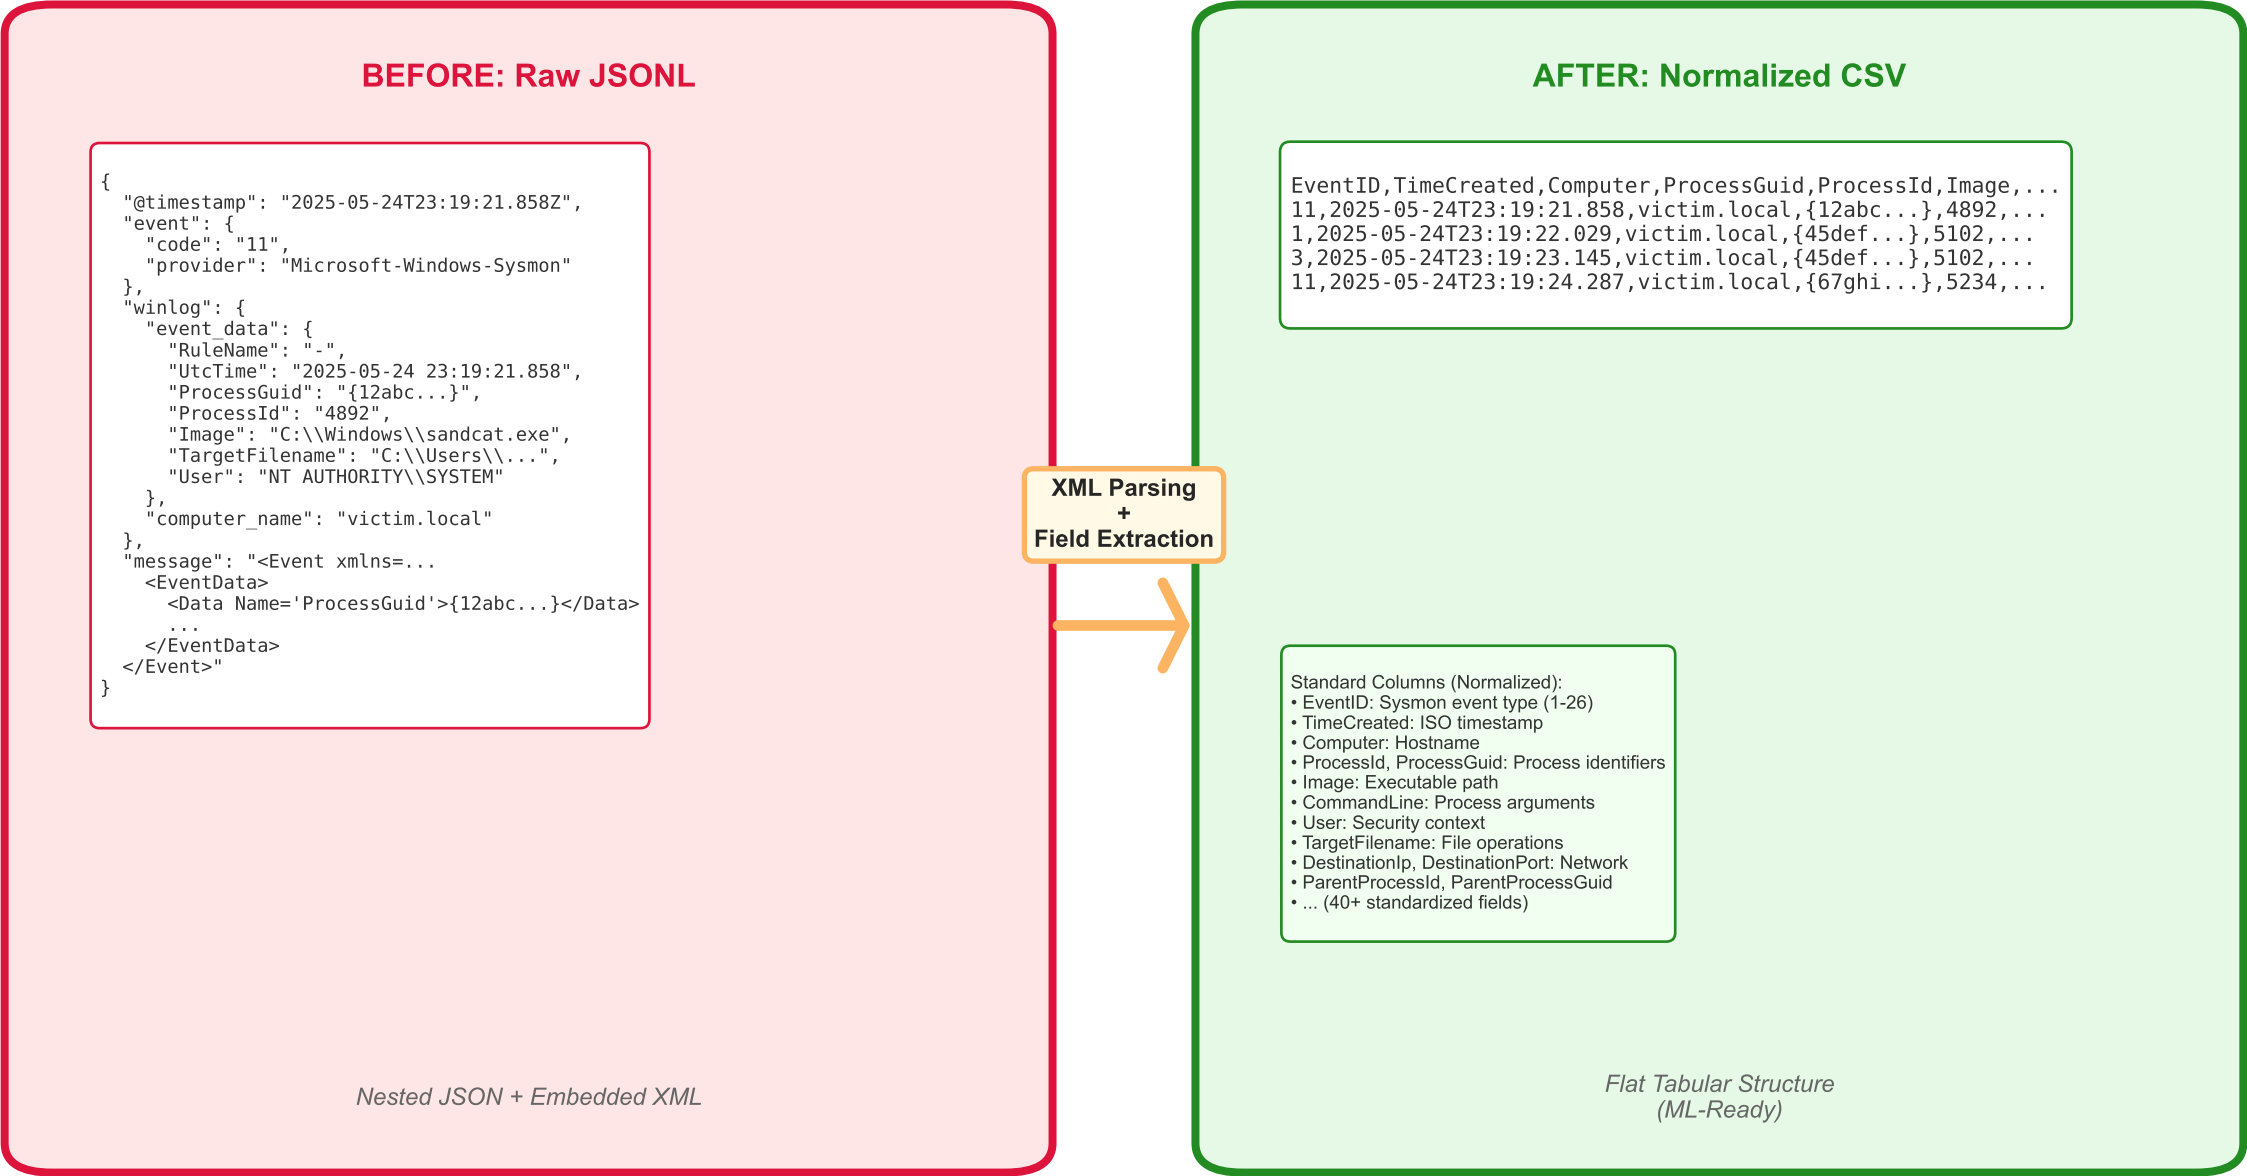 BEFORE: Raw JSONL
{
  "@timestamp": "2025-05-24T23:19:21.858Z",
  "event": {
    "code": "11",
    "provider": "Microsoft-Windows-Sysmon"
  },
  "winlog": {
    "event_data": {
      "RuleName": "-",
      "UtcTime": "2025-05-24 23:19:21.858",
      "ProcessGuid": "{12abc...}",
      "ProcessId": "4892",
      "Image": "C:\\Windows\\sandcat.exe",
      "TargetFilename": "C:\\Users\\...",
      "User": "NT AUTHORITY\\SYSTEM"
    },
    "computer_name": "victim.local"
  },
  "message": "<Event xmlns=...
    <EventData>
      <Data Name='ProcessGuid'>{12abc...}</Data>
      ...
    </EventData>
  </Event>"
}
Nested JSON + Embedded XML
XML Parsing
+
Field Extraction
AFTER: Normalized CSV
EventID,TimeCreated,Computer,ProcessGuid,ProcessId,Image,...
11,2025-05-24T23:19:21.858,victim.local,{12abc...},4892,...
1,2025-05-24T23:19:22.029,victim.local,{45def...},5102,...
3,2025-05-24T23:19:23.145,victim.local,{45def...},5102,...
11,2025-05-24T23:19:24.287,victim.local,{67ghi...},5234,...
Standard Columns (Normalized):
• EventID: Sysmon event type (1-26)
• TimeCreated: ISO timestamp
• Computer: Hostname
• ProcessId, ProcessGuid: Process identifiers
• Image: Executable path
• CommandLine: Process arguments
• User: Security context
• TargetFilename: File operations
• DestinationIp, DestinationPort: Network
• ParentProcessId, ParentProcessGuid
• ... (40+ standardized fields)
Flat Tabular Structure
(ML-Ready)